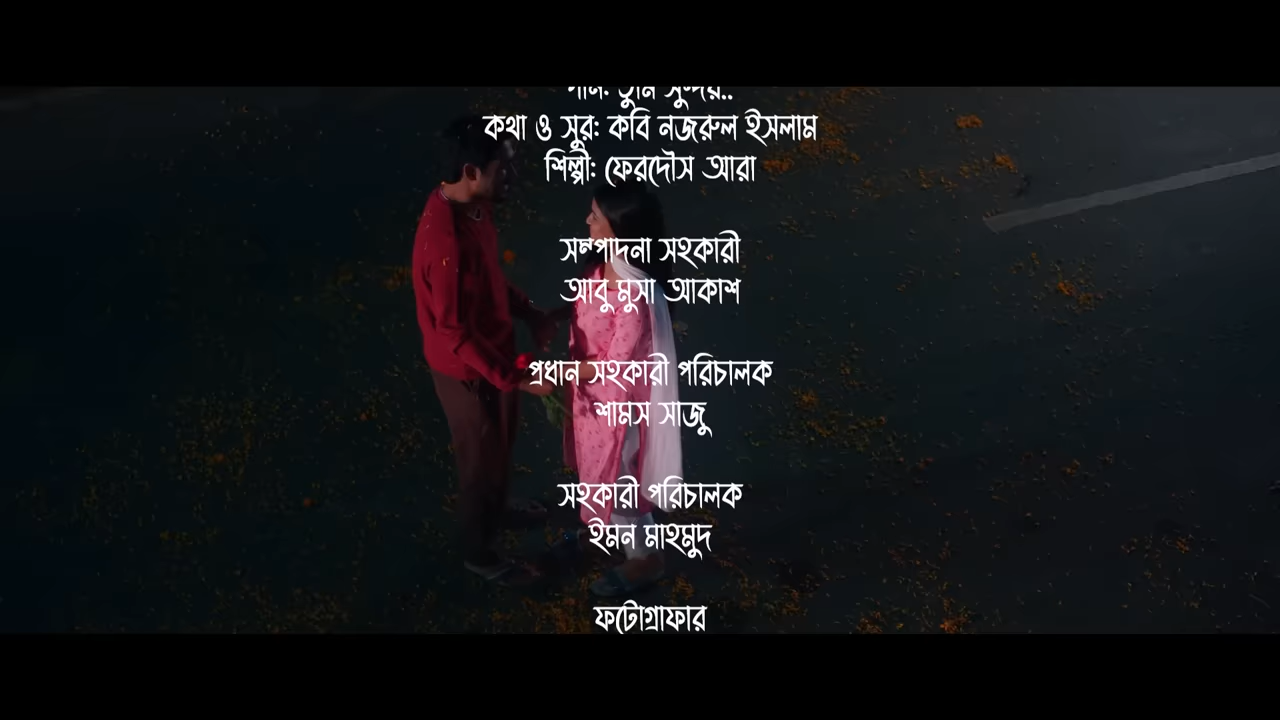 গান: তুমি সুন্দর..
কথা ও সুর: কবি নজরুল ইসলাম
শিল্পী: ফেরদৌস আরা
সম্পাদনা সহকারী
আবু মুসা আকাশ
প্রধান সহকারী পরিচালক
শামস সাজু
সহকারী পরিচালক
ইমন মাহমুদ
ফটোগ্রাফার